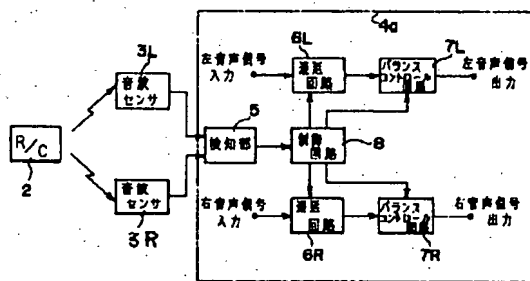 4a
6L
7L
3L
左音声信号
入力
遅延
回路
バランス
コントロール
回路
左音声信号
出力
音波
センサ
5
R/C
2
検知部
制御
回路
8
音波
センサ
3R
右音声信号
入力
遅延
回路
バランス
コントロール
回路
右音声信号
出力
6R
7R